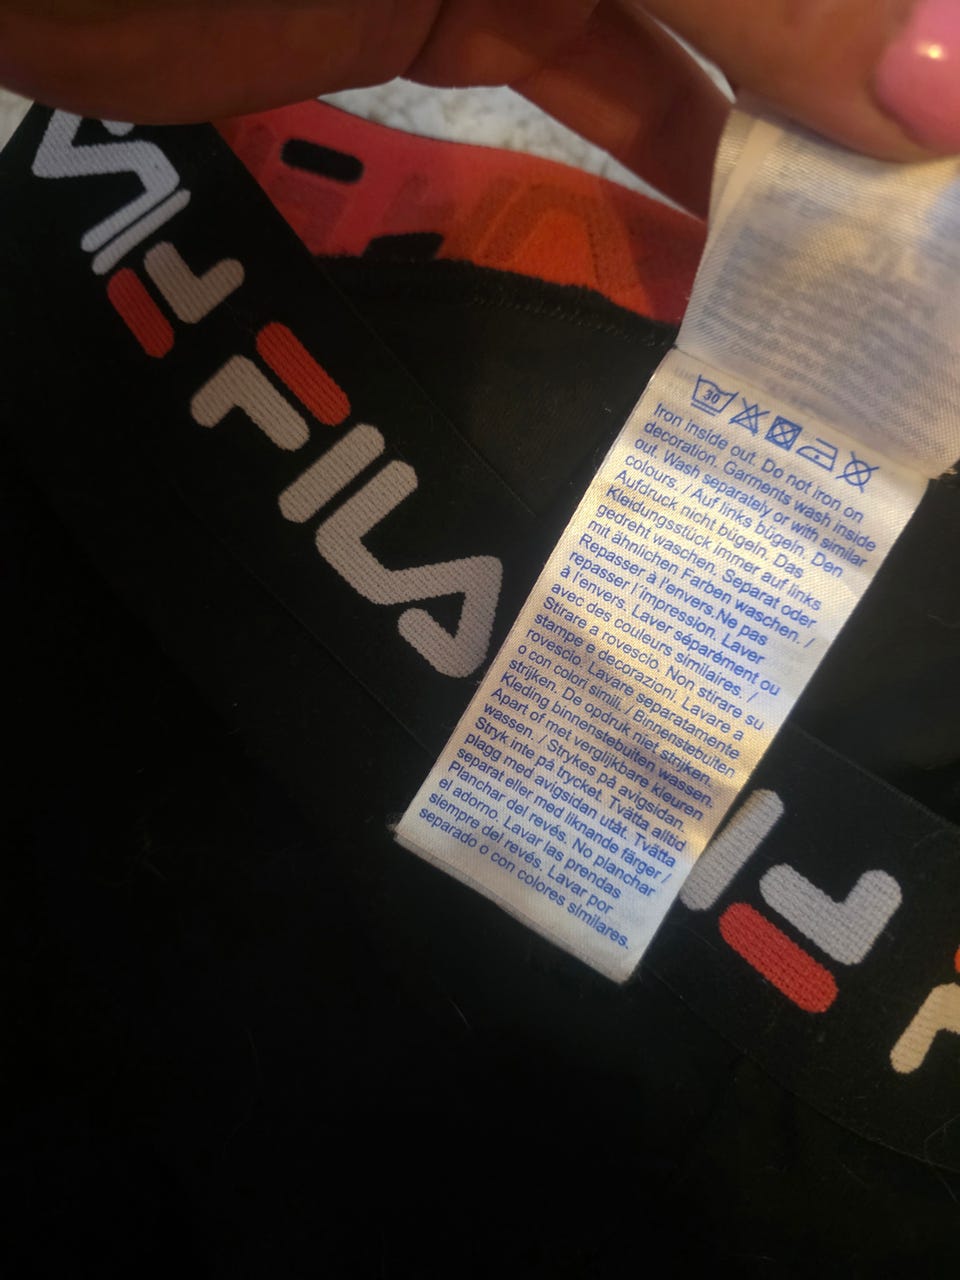 FILA
30
Iron inside out. Do not iron on
decoration. Garments wash inside
out. Wash separately or with similar
colours. / Auf links bügeln. Den
Aufdruck nicht bügeln. Das
Kleidungsstück immer auf links
gedreht waschen. Separat oder
mit ähnlichen Farben waschen. /
Repasser à l'envers.Ne pas
repasser l'impression. Laver
à l'envers. Laver séparément ou
avec des couleurs similaires. /
Stirare a rovescio. Non stirare su
stampe e decorazioni. Lavare a
rovescio. Lavare separatamente
o con colori simili. / Binnenstebuiten
strijken. De opdruk niet strijken.
Kleding binnenstebuiten wassen.
Apart of met verglijkbare kleuren
wassen. / Strykes på avigsidan.
Stryk inte på trycket. Tvätta alltid
plagg med avigsidan utåt. Tvätta
separat eller med liknande färger /
Planchar del revés. No planchar
el adorno. Lavar las prendas
siempre del revés. Lavar por
separado o con colores similares.